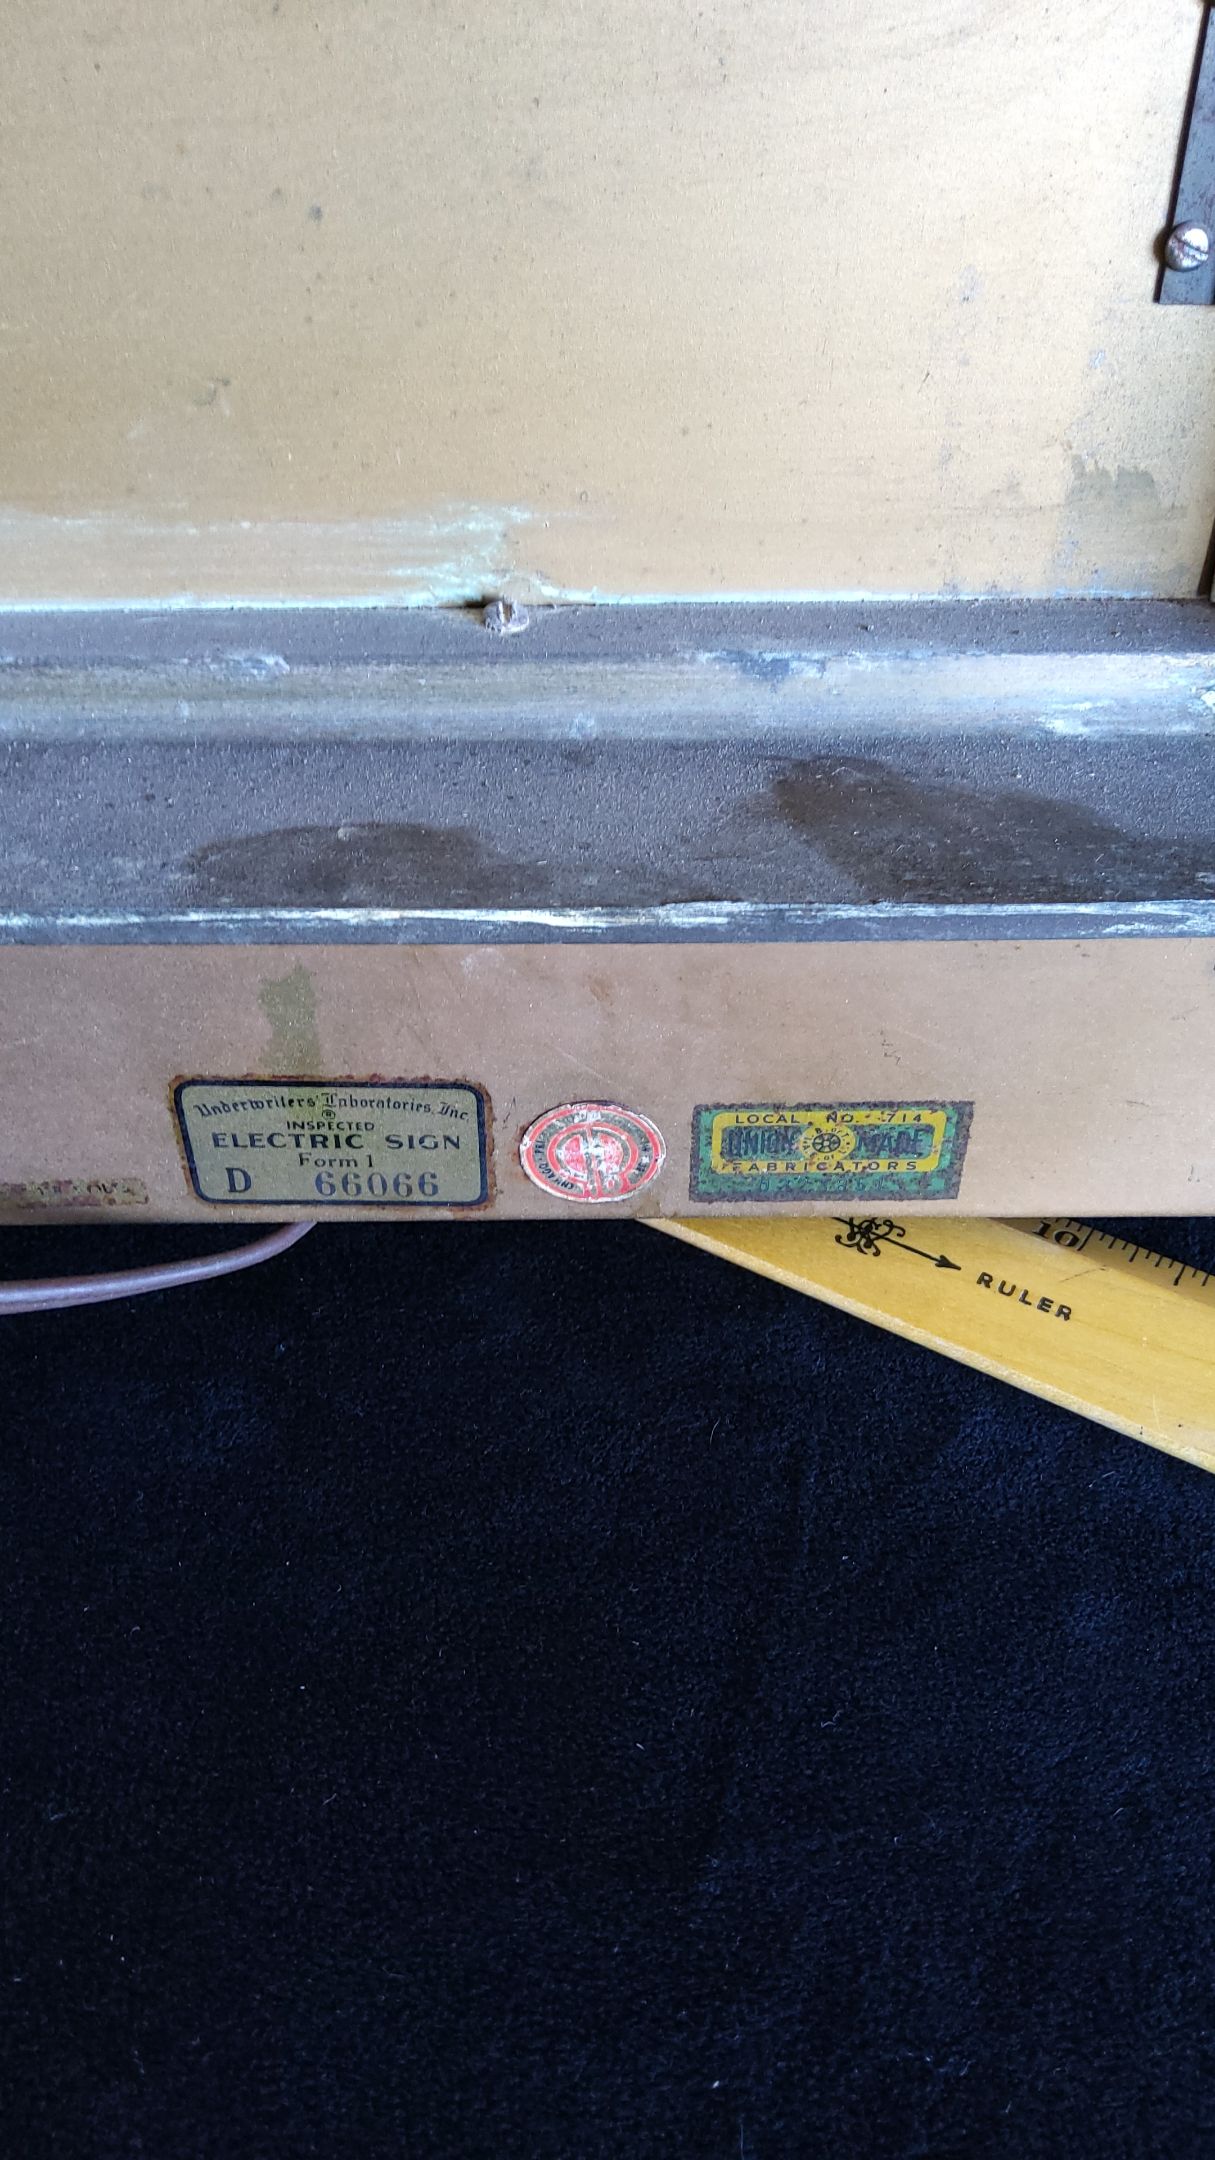 Underwriters' Laboratories, Inc.
®
INSPECTED
ELECTRIC SIGN
Form 1
D 66066
LOCAL NO. 714
UNION MADE
FABRICATORS
10
RULER